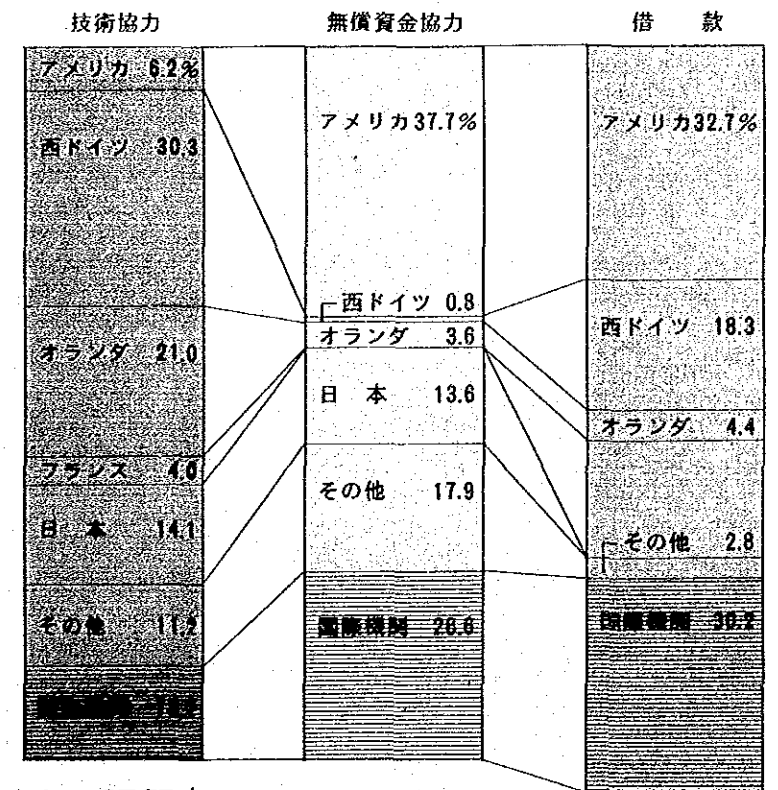 技術協力
アメリカ 6.2%
西ドイツ 30.3
オランダ 21.0
フランス 4.0
日本 14.1
その他 11.2
無償資金協力
アメリカ 37.7%
西ドイツ 0.8
オランダ 3.6
日本 13.6
その他 17.9
国際機関 26.6
借款
アメリカ 32.7%
西ドイツ 18.3
オランダ 4.4
その他 2.8
国際機関 30.2